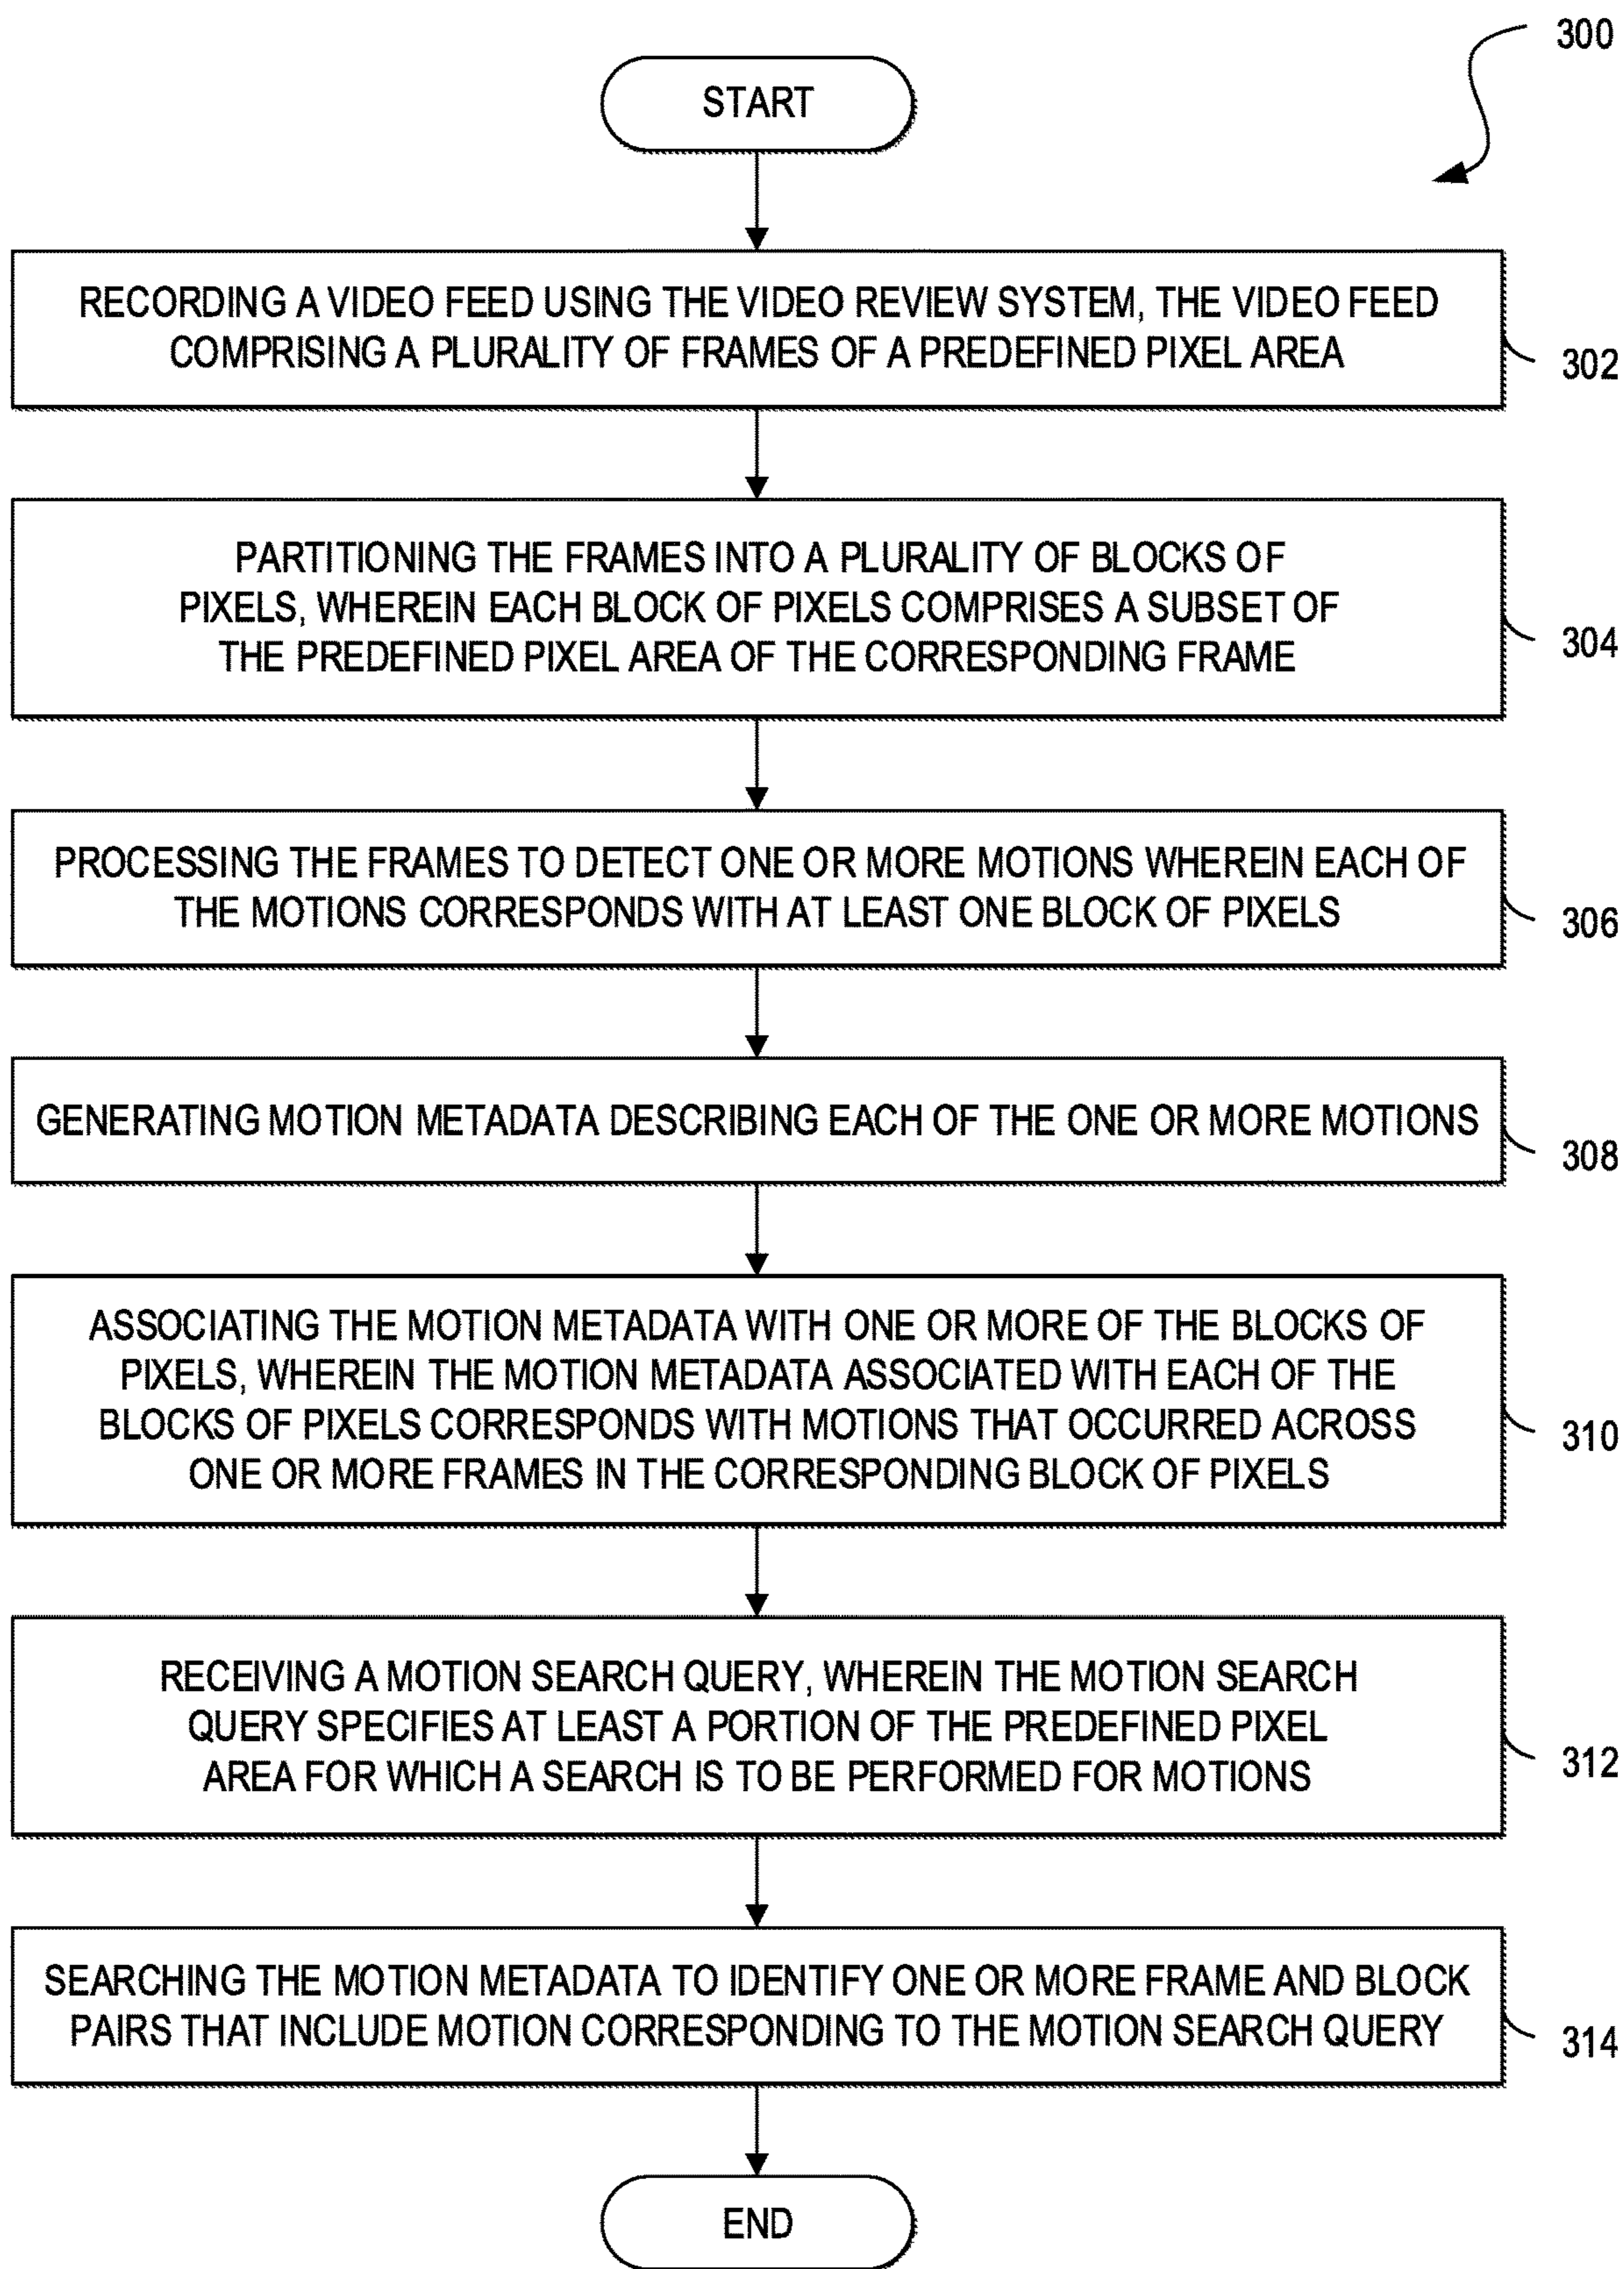 300
START
RECORDING A VIDEO FEED USING THE VIDEO REVIEW SYSTEM, THE VIDEO FEED
COMPRISING A PLURALITY OF FRAMES OF A PREDEFINED PIXEL AREA
302
PARTITIONING THE FRAMES INTO A PLURALITY OF BLOCKS OF
PIXELS, WHEREIN EACH BLOCK OF PIXELS COMPRISES A SUBSET OF
THE PREDEFINED PIXEL AREA OF THE CORRESPONDING FRAME
304
PROCESSING THE FRAMES TO DETECT ONE OR MORE MOTIONS WHEREIN EACH OF
THE MOTIONS CORRESPONDS WITH AT LEAST ONE BLOCK OF PIXELS
306
GENERATING MOTION METADATA DESCRIBING EACH OF THE ONE OR MORE MOTIONS
308
ASSOCIATING THE MOTION METADATA WITH ONE OR MORE OF THE BLOCKS OF
PIXELS, WHEREIN THE MOTION METADATA ASSOCIATED WITH EACH OF THE
BLOCKS OF PIXELS CORRESPONDS WITH MOTIONS THAT OCCURRED ACROSS
ONE OR MORE FRAMES IN THE CORRESPONDING BLOCK OF PIXELS
310
RECEIVING A MOTION SEARCH QUERY, WHEREIN THE MOTION SEARCH
QUERY SPECIFIES AT LEAST A PORTION OF THE PREDEFINED PIXEL
AREA FOR WHICH A SEARCH IS TO BE PERFORMED FOR MOTIONS
312
SEARCHING THE MOTION METADATA TO IDENTIFY ONE OR MORE FRAME AND BLOCK
PAIRS THAT INCLUDE MOTION CORRESPONDING TO THE MOTION SEARCH QUERY
314
END